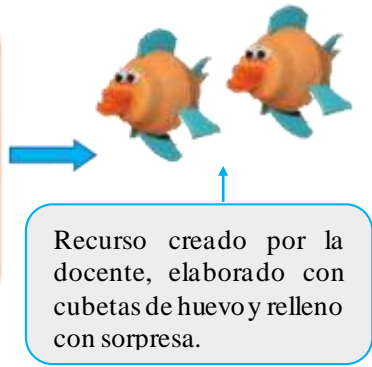 Recurso creado por la
docente, elaborado con
cubetas de huevo y relleno
con sorpresa.